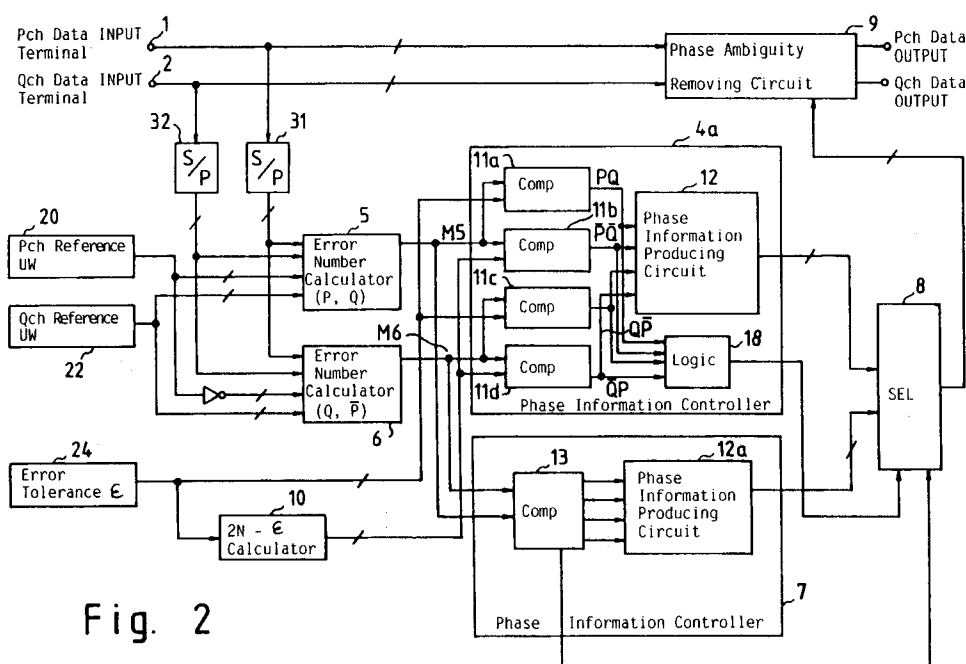 Pch Data INPUT
Terminal
1
Qch Data INPUT
Terminal
2
9
Phase Ambiguity
Removing Circuit
Pch Data
OUTPUT
Qch Data
OUTPUT
32
S/P
31
S/P
4a
11a
Comp
PQ
12
Phase
Information
Producing
Circuit
11b
Comp
P̅Q̅
11c
Comp
QP̅
11d
Comp
Q̅P
18
Logic
Phase Information Controller
20
Pch Reference
UW
Qch Reference
UW
22
5
Error
Number
Calculator
(P, Q)
M5
M6
Error
Number
Calculator
(Q, P̅)
6
8
SEL
24
Error
Tolerance ε
10
2N - ε
Calculator
13
Comp
12a
Phase
Information
Producing
Circuit
7
Phase Information Controller
Fig. 2